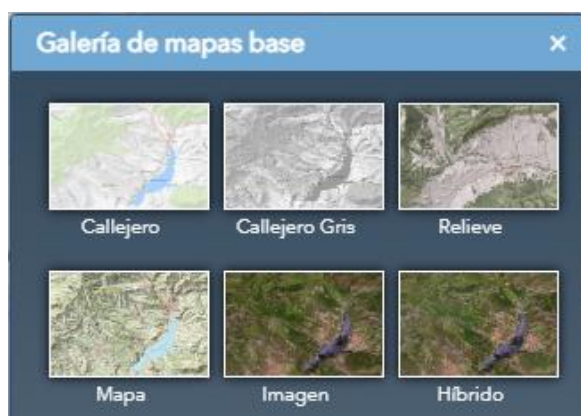 Galería de mapas base ×
Callejero Callejero Gris Relieve
Mapa Imagen Híbrido